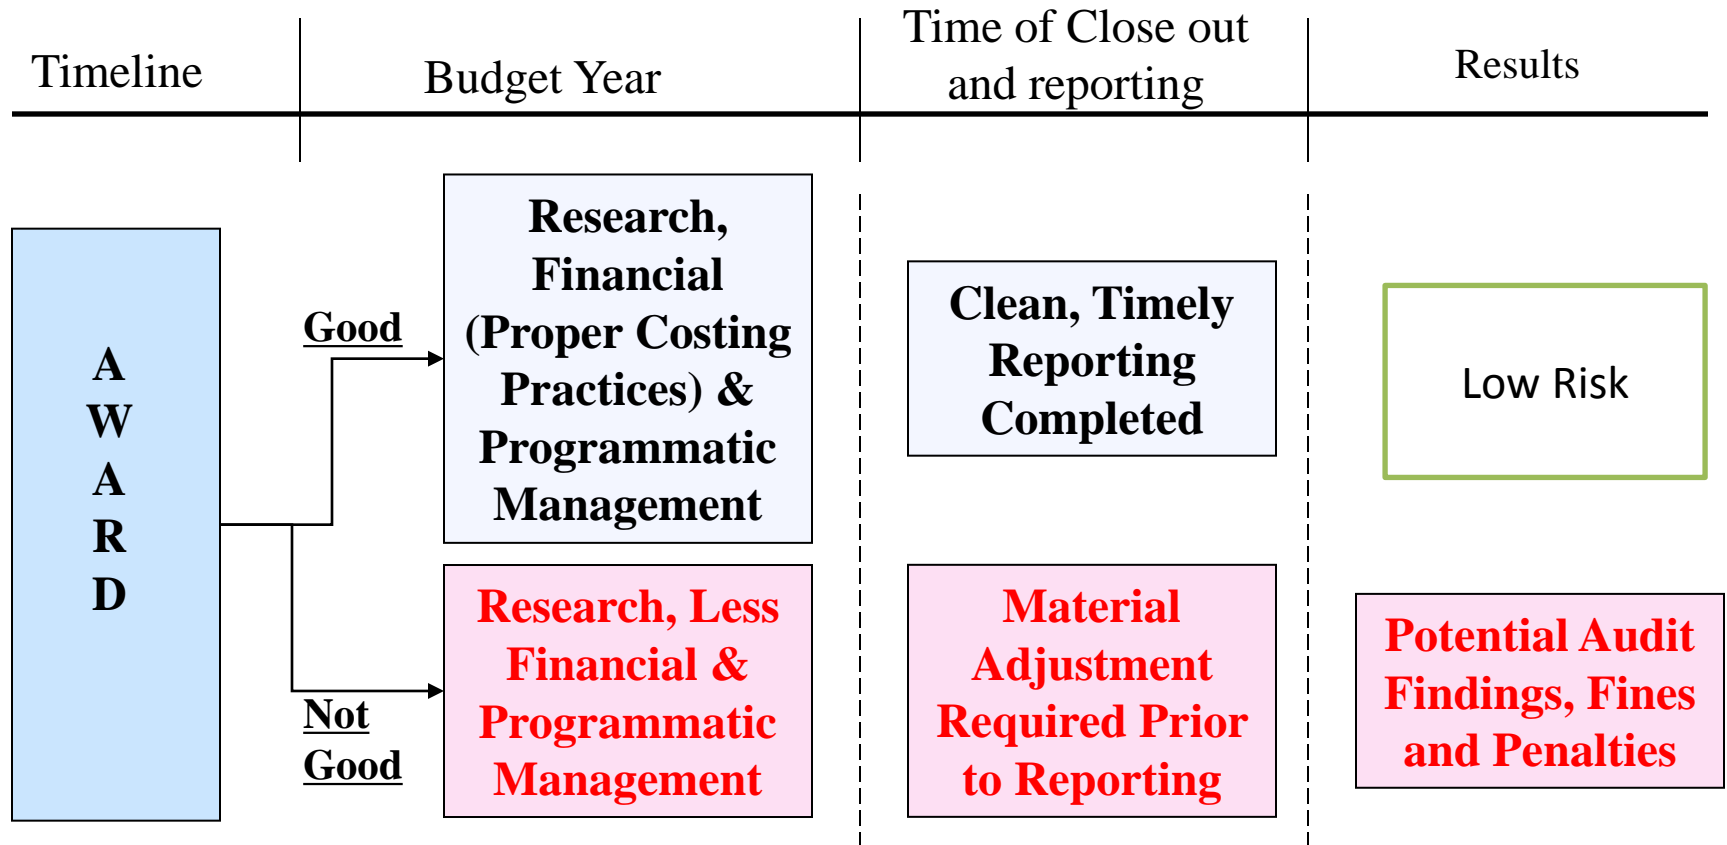 Timeline
Budget Year
Time of Close out
and reporting
Results
A
W
A
R
D
Good
Research,
Financial
(Proper Costing
Practices) &
Programmatic
Management
Clean, Timely
Reporting
Completed
Low Risk
Not
Good
Research, Less
Financial &
Programmatic
Management
Material
Adjustment
Required Prior
to Reporting
Potential Audit
Findings, Fines
and Penalties